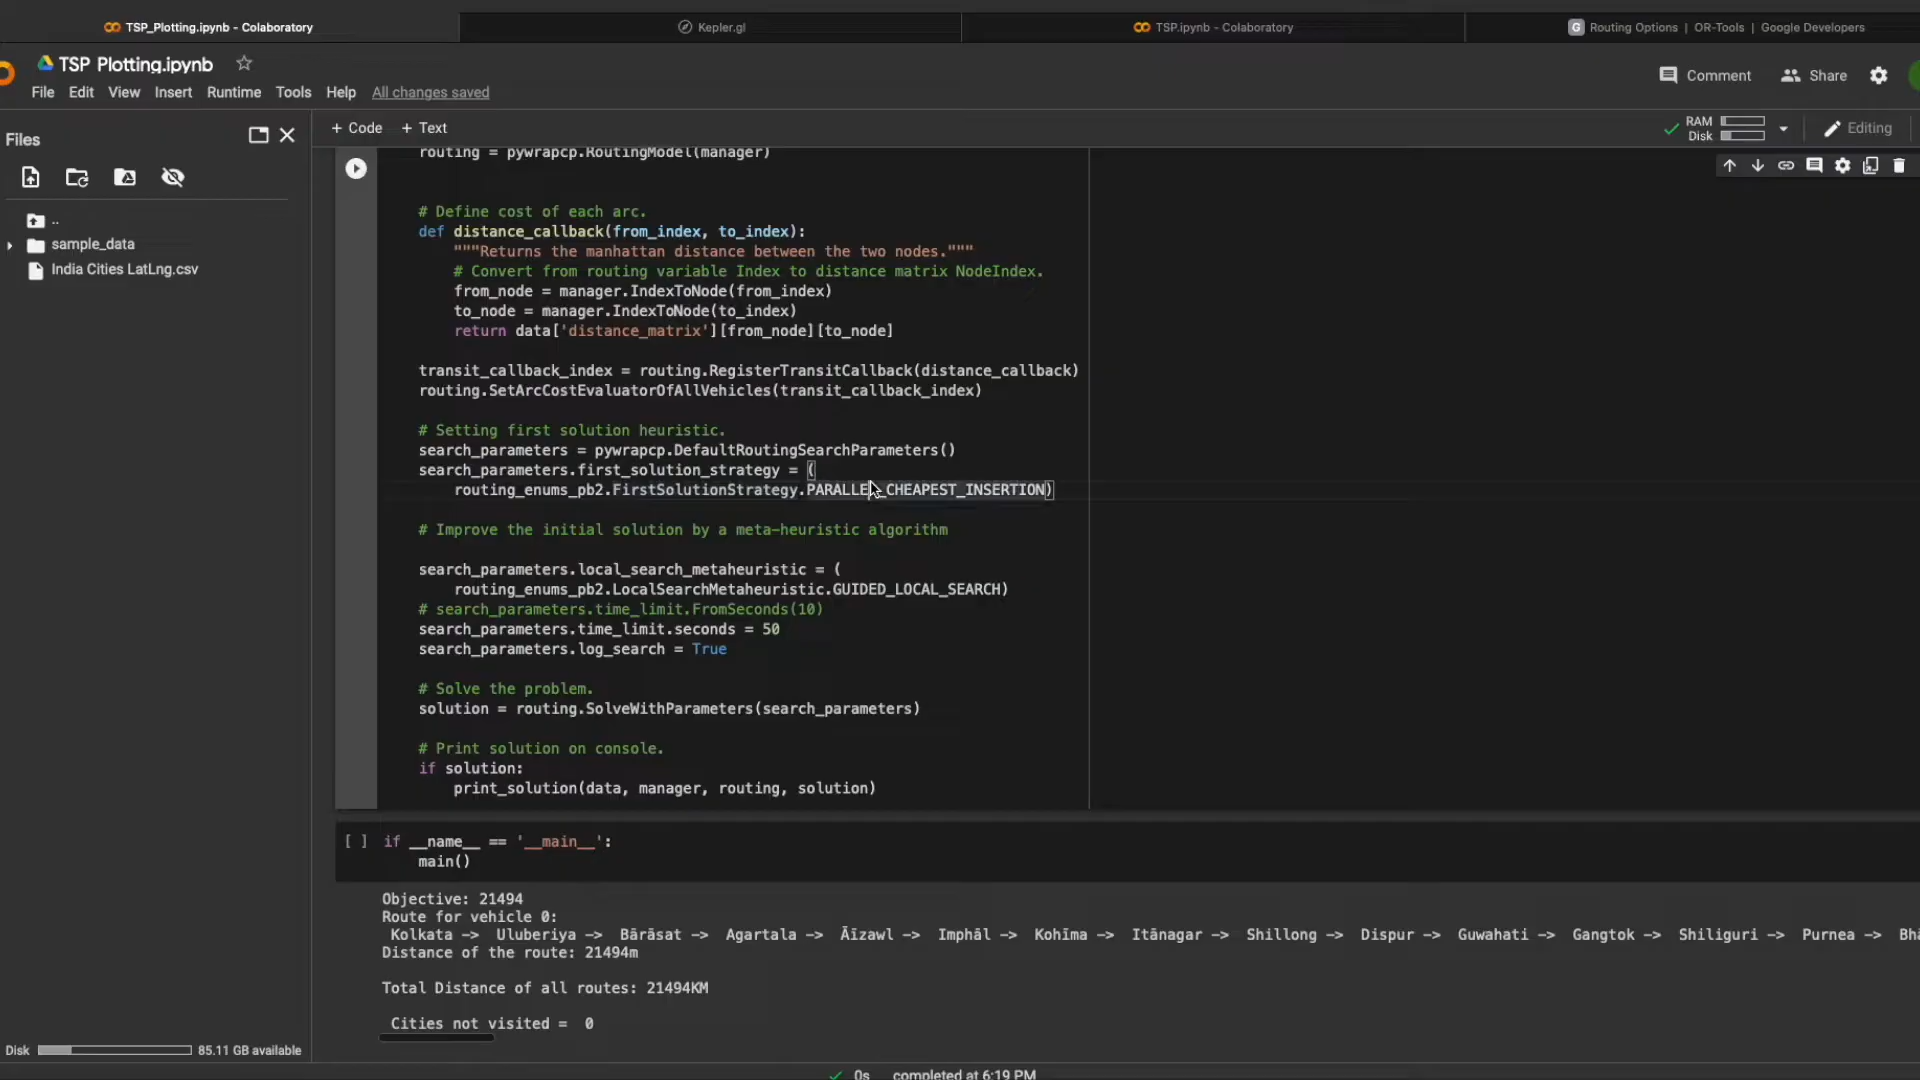 TSP_Plotting.ipynb - Colaboratory
Kepler.gl
TSP.ipynb - Colaboratory
Routing Options | OR-Tools | Google Developers
TSP_Plotting.ipynb
File Edit View Insert Runtime Tools Help All changes saved
Comment Share
Files
+ Code + Text
RAM
Disk
Editing
..
sample_data
India Cities LatLng.csv
routing = pywrapcp.RoutingModel(manager)
# Define cost of each arc.
def distance_callback(from_index, to_index):
"""Returns the manhattan distance between the two nodes."""
# Convert from routing variable Index to distance matrix NodeIndex.
from_node = manager.IndexToNode(from_index)
to_node = manager.IndexToNode(to_index)
return data['distance_matrix'][from_node][to_node]
transit_callback_index = routing.RegisterTransitCallback(distance_callback)
routing.SetArcCostEvaluatorOfAllVehicles(transit_callback_index)
# Setting first solution heuristic.
search_parameters = pywrapcp.DefaultRoutingSearchParameters()
search_parameters.first_solution_strategy = (
routing_enums_pb2.FirstSolutionStrategy.PARALLEL_CHEAPEST_INSERTION)
# Improve the initial solution by a meta-heuristic algorithm
search_parameters.local_search_metaheuristic = (
routing_enums_pb2.LocalSearchMetaheuristic.GUIDED_LOCAL_SEARCH)
# search_parameters.time_limit.FromSeconds(10)
search_parameters.time_limit.seconds = 50
search_parameters.log_search = True
# Solve the problem.
solution = routing.SolveWithParameters(search_parameters)
# Print solution on console.
if solution:
print_solution(data, manager, routing, solution)
[ ] if __name__ == '__main__':
main()
Objective: 21494
Route for vehicle 0:
Kolkata -> Uluberiya -> Bārāsat -> Agartala -> Āīzawl -> Imphāl -> Kohīma -> Itānagar -> Shillong -> Dispur -> Guwahati -> Gangtok -> Shiliguri -> Purnea -> Bhā
Distance of the route: 21494m
Total Distance of all routes: 21494KM
Cities not visited = 0
Disk 85.11 GB available
0s completed at 6:19 PM